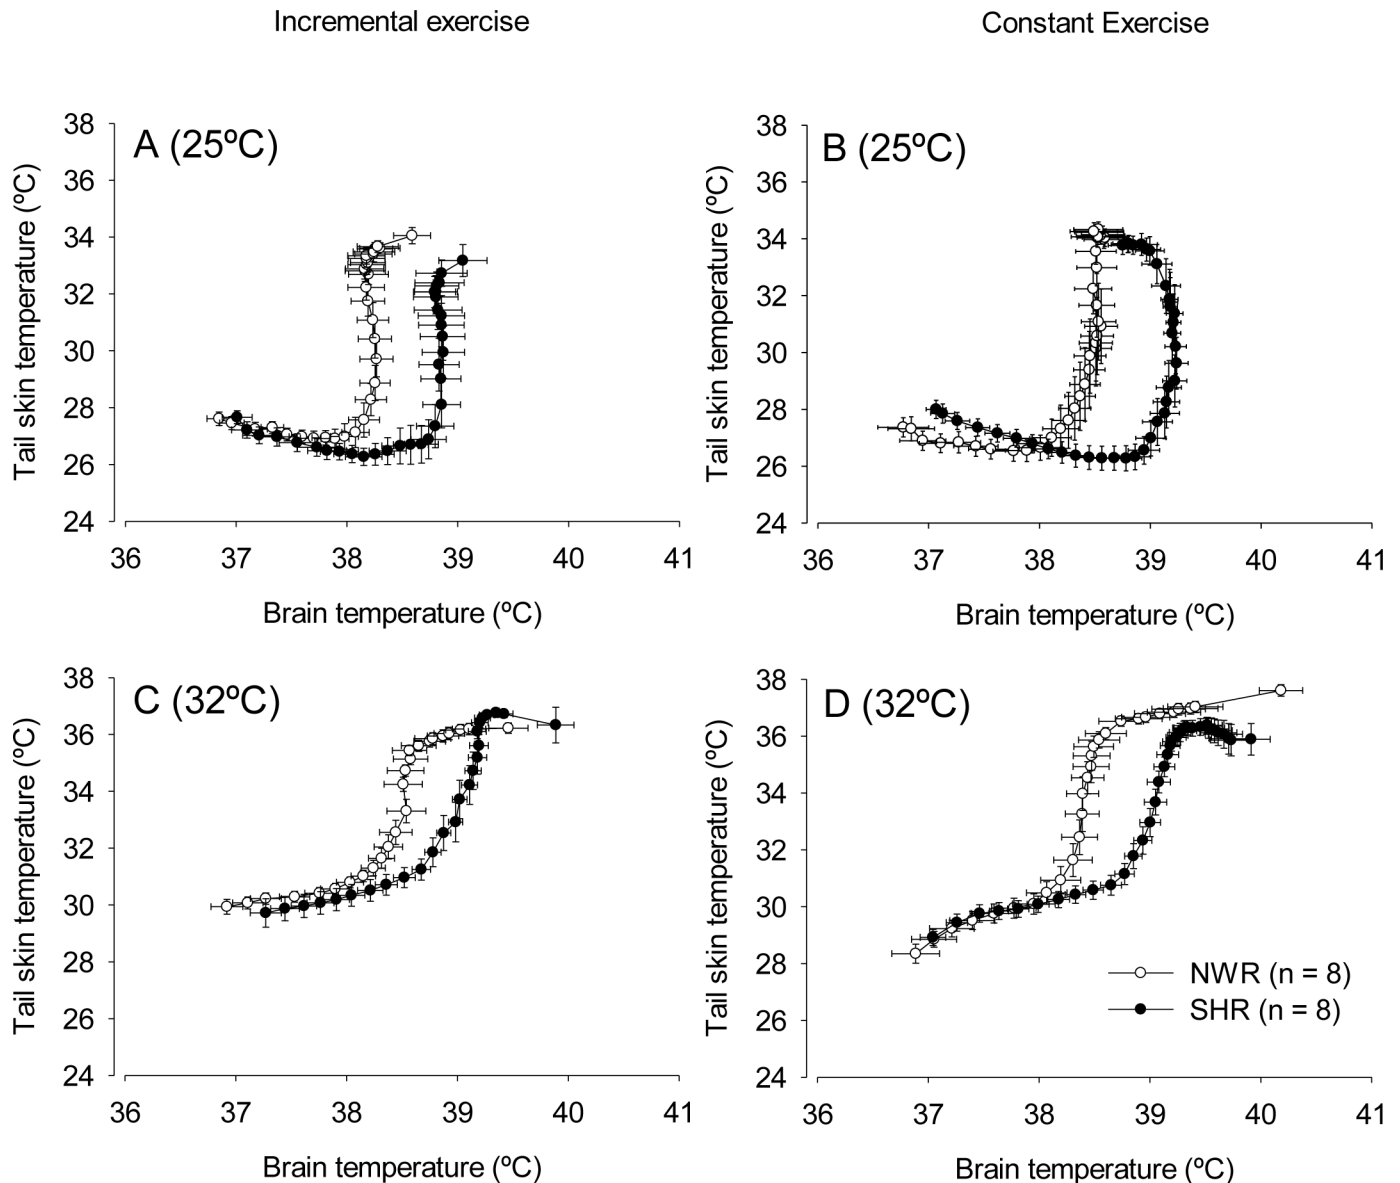 Incremental exercise
Constant Exercise
A (25ºC)
38
36
34
32
30
28
26
24
Tail skin temperature (ºC)
36 37 38 39 40 41
Brain temperature (ºC)
B (25ºC)
38
36
34
32
30
28
26
24
Tail skin temperature (ºC)
36 37 38 39 40 41
Brain temperature (ºC)
C (32ºC)
38
36
34
32
30
28
26
24
Tail skin temperature (ºC)
36 37 38 39 40 41
Brain temperature (ºC)
D (32ºC)
38
36
34
32
30
28
26
24
Tail skin temperature (ºC)
NWR (n = 8)
SHR (n = 8)
36 37 38 39 40 41
Brain temperature (ºC)